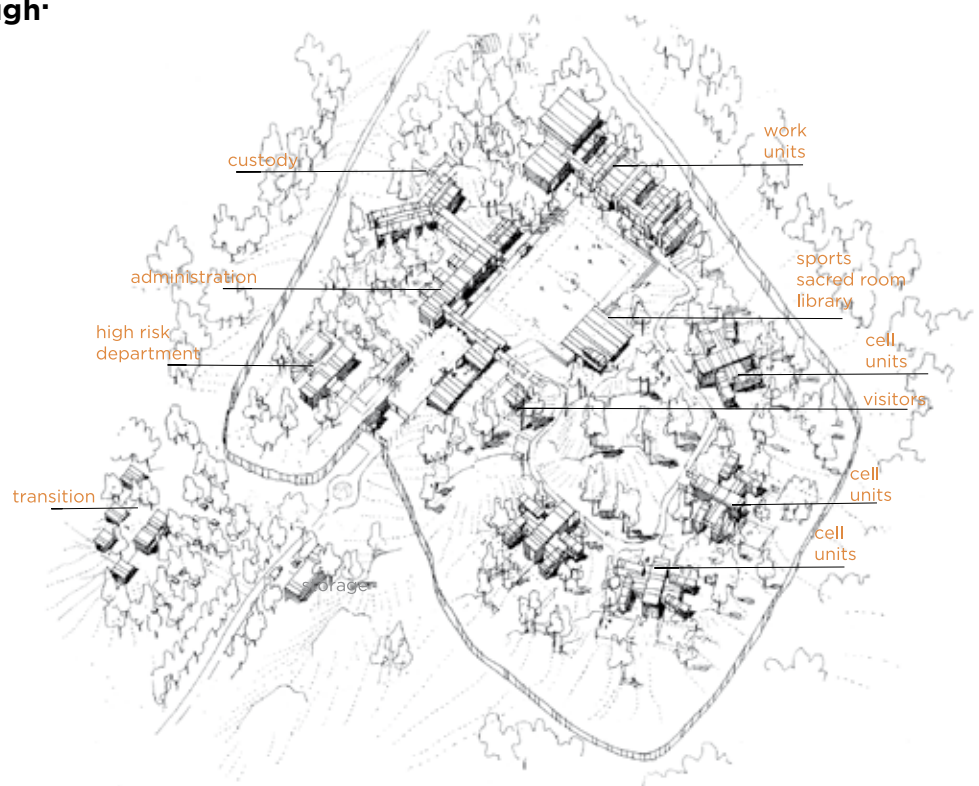 ugh.
work
units
custody
sports
sacred room
library
administration
high risk
department
cell
units
visitors
cell
units
transition
cell
units
storage